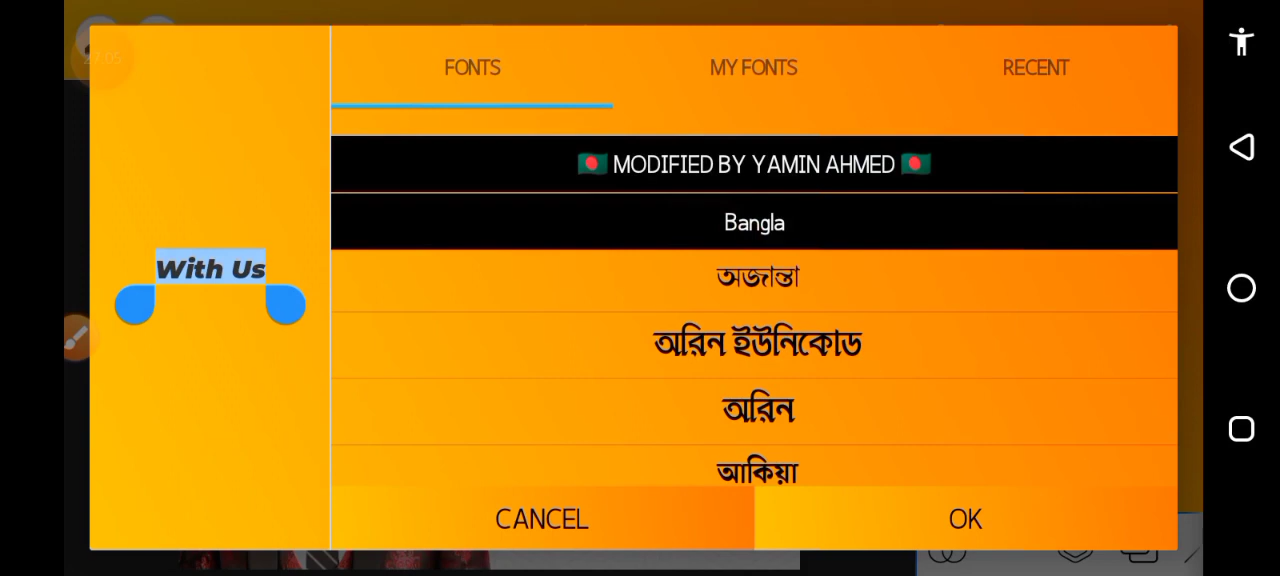 FONTS
MY FONTS
RECENT
🇧🇩 MODIFIED BY YAMIN AHMED 🇧🇩
Bangla
With Us
অজান্তা
অরিন ইউনিকোড
অরিন
আকিয়া
CANCEL
OK